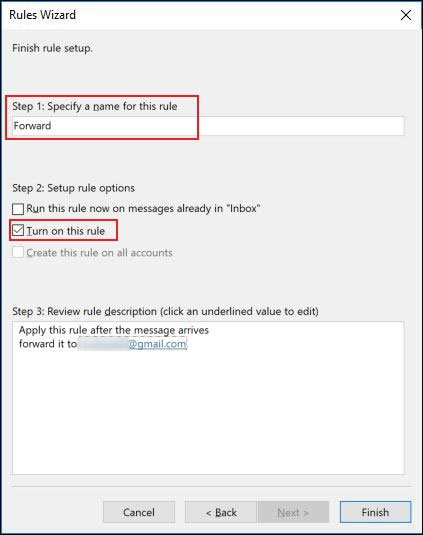 Rules Wizard
Finish rule setup.
Step 1: Specify a name for this rule
Forward
Step 2: Setup rule options
Run this rule now on messages already in "Inbox"
Turn on this rule
Create this rule on all accounts
Step 3: Review rule description (click an underlined value to edit)
Apply this rule after the message arrives
forward it to @gmail.com
Cancel
< Back
Next >
Finish